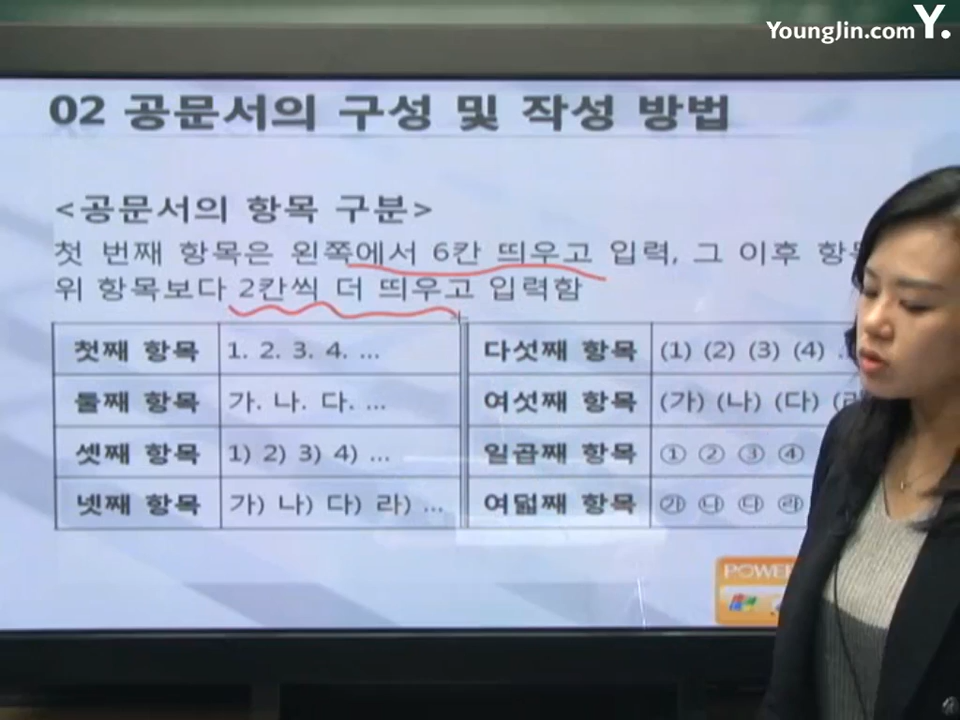 YoungJin.com Y.
02 공문서의 구성 및 작성 방법
<공문서의 항목 구분>
첫 번째 항목은 왼쪽에서 6칸 띄우고 입력, 그 이후
위 항목보다 2칸씩 더 띄우고 입력함
첫째 항목 1. 2. 3. 4. ... 다섯째 항목 (1) (2) (3) (4)
둘째 항목 가. 나. 다. ... 여섯째 항목 (가) (나) (다)
셋째 항목 1) 2) 3) 4) ... 일곱째 항목 ① ② ③ ④
넷째 항목 가) 나) 다) 라) ... 여덟째 항목 ㉮ ㉯ ㉰ ㉱